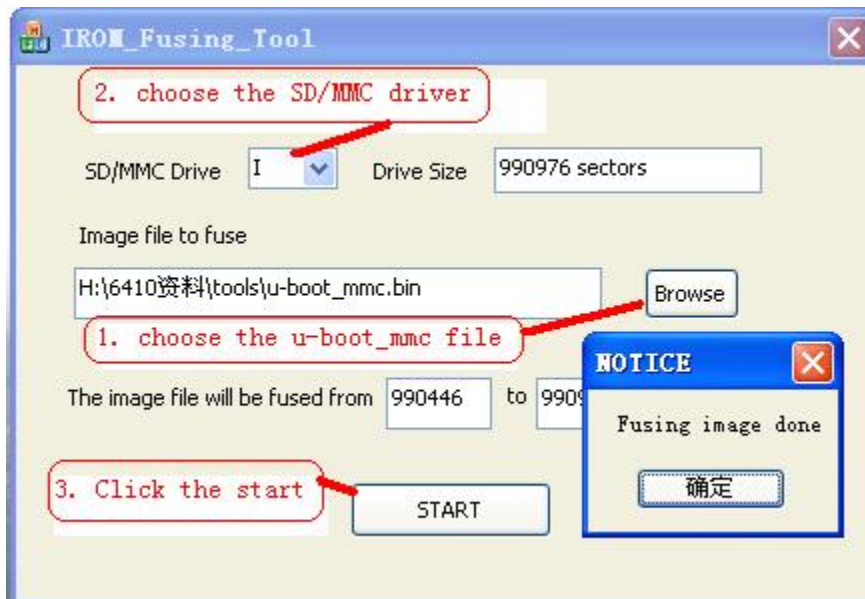 IROM_Fusing_Tool
2. choose the SD/MMC driver
SD/MMC Drive I Drive Size 990976 sectors
Image file to fuse
H:\6410资料\tools\u-boot_mmc.bin Browse
1. choose the u-boot_mmc file
The image file will be fused from 990446 to
NOTICE
Fusing image done
确定
3. Click the start
START